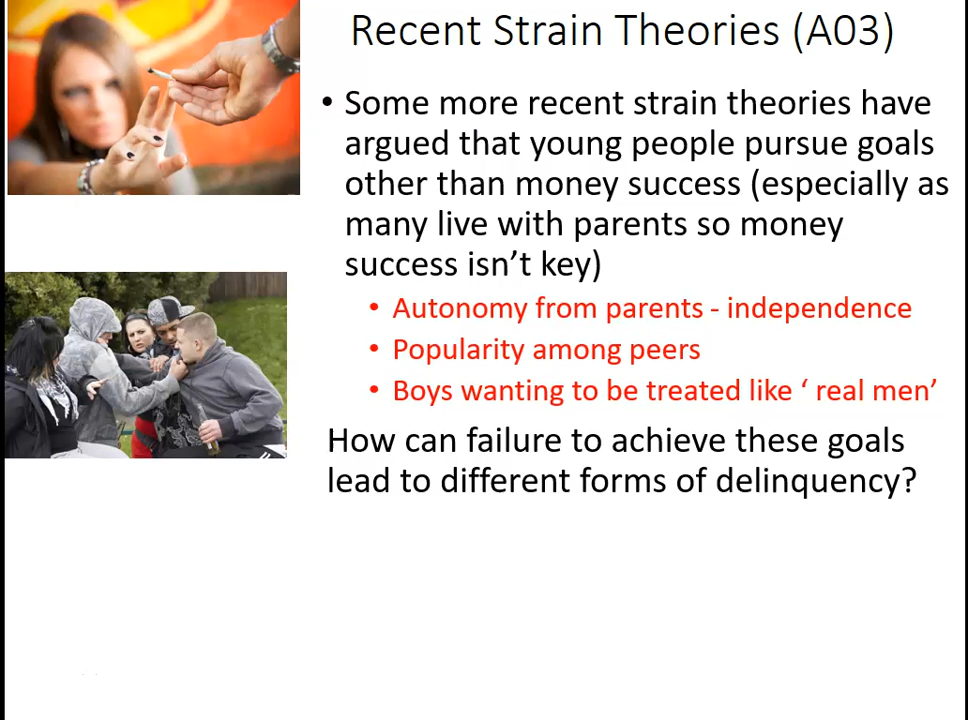 Recent Strain Theories (A03)
• Some more recent strain theories have
argued that young people pursue goals
other than money success (especially as
many live with parents so money
success isn’t key)
• Autonomy from parents - independence
• Popularity among peers
• Boys wanting to be treated like ‘ real men’
How can failure to achieve these goals
lead to different forms of delinquency?